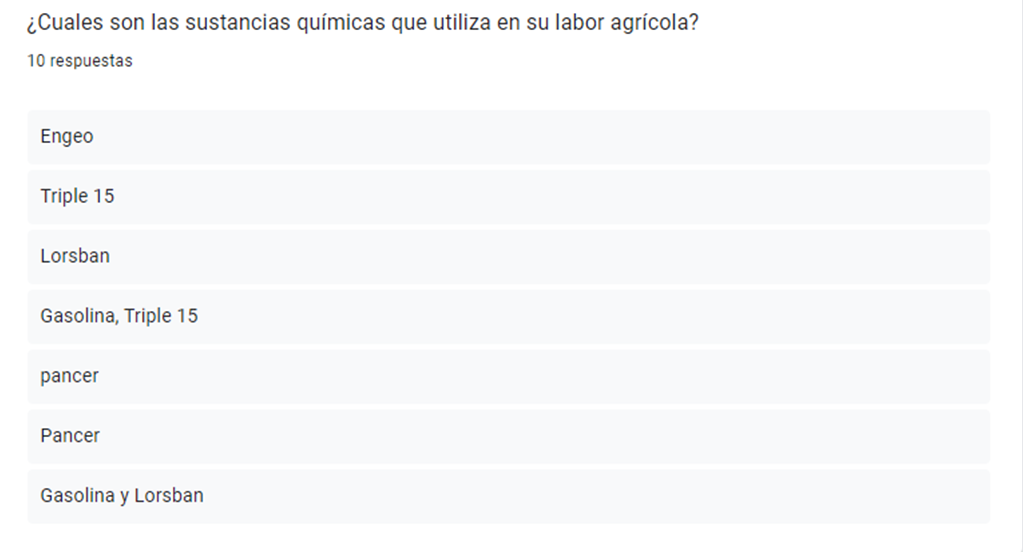 ¿Cuales son las sustancias químicas que utiliza en su labor agrícola?
10 respuestas
Engeo
Triple 15
Lorsban
Gasolina, Triple 15
pancer
Pancer
Gasolina y Lorsban